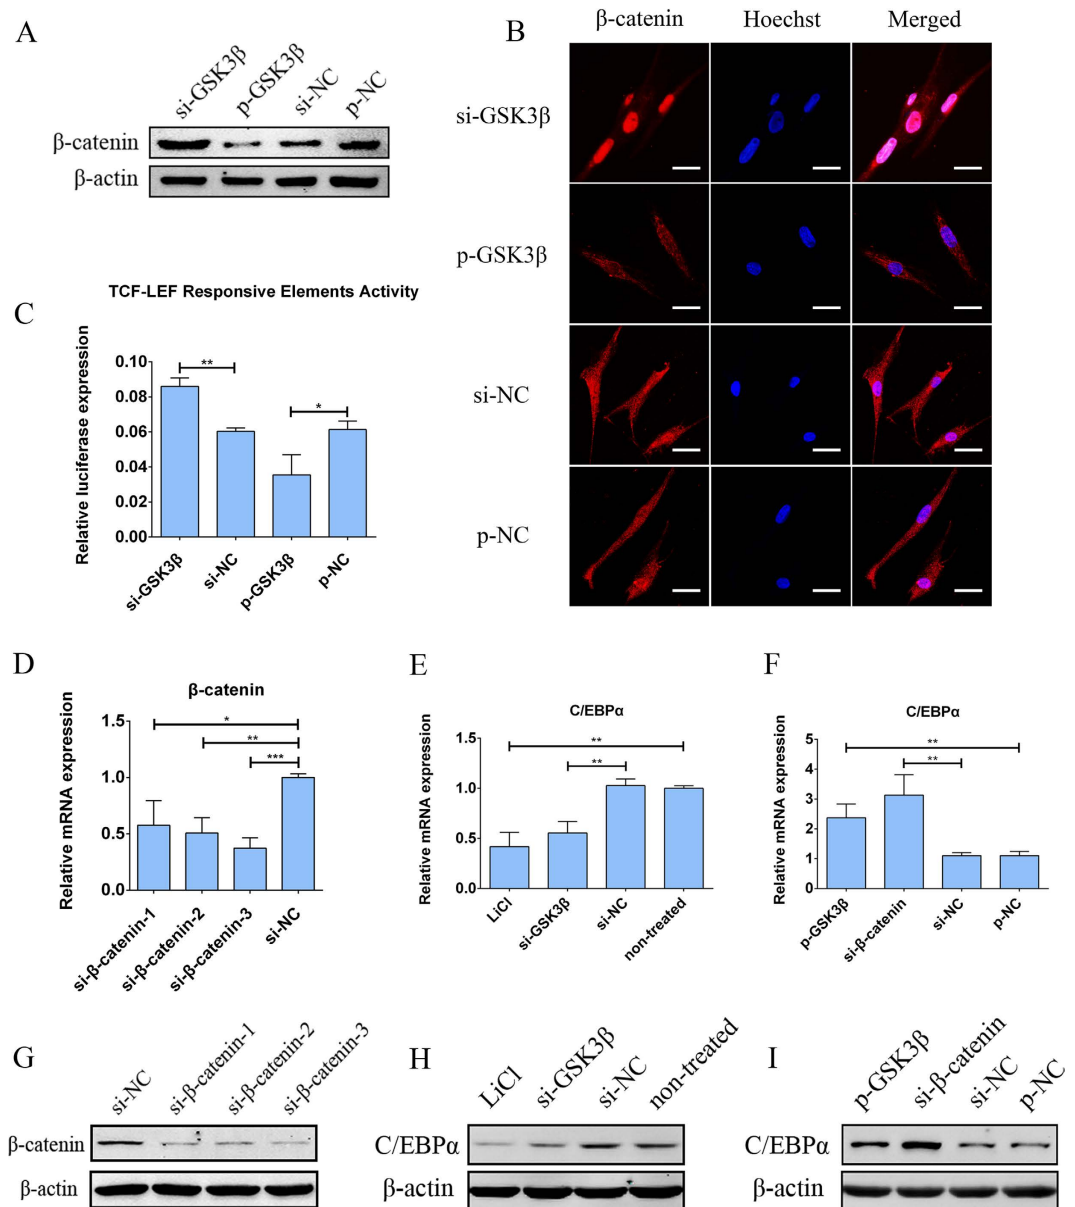 A
si-GSK3β p-GSK3β si-NC p-NC
β-catenin
β-actin
B
β-catenin Hoechst Merged
si-GSK3β
p-GSK3β
si-NC
p-NC
C
TCF-LEF Responsive Elements Activity
Relative luciferase expression
0.10
0.08
0.06
0.04
0.02
0.00
**
*
si-GSK3β si-NC p-GSK3β p-NC
D
β-catenin
Relative mRNA expression
1.5
1.0
0.5
0.0
*
**
***
si-β-catenin-1 si-β-catenin-2 si-β-catenin-3 si-NC
E
C/EBPα
Relative mRNA expression
1.5
1.0
0.5
0.0
**
**
LiCl si-GSK3β si-NC non-treated
F
C/EBPα
Relative mRNA expression
5
4
3
2
1
0
**
**
p-GSK3β si-β-catenin si-NC p-NC
G
si-NC si-β-catenin-1 si-β-catenin-2 si-β-catenin-3
β-catenin
β-actin
H
LiCl si-GSK3β si-NC non-treated
C/EBPα
β-actin
I
p-GSK3β si-β-catenin si-NC p-NC
C/EBPα
β-actin